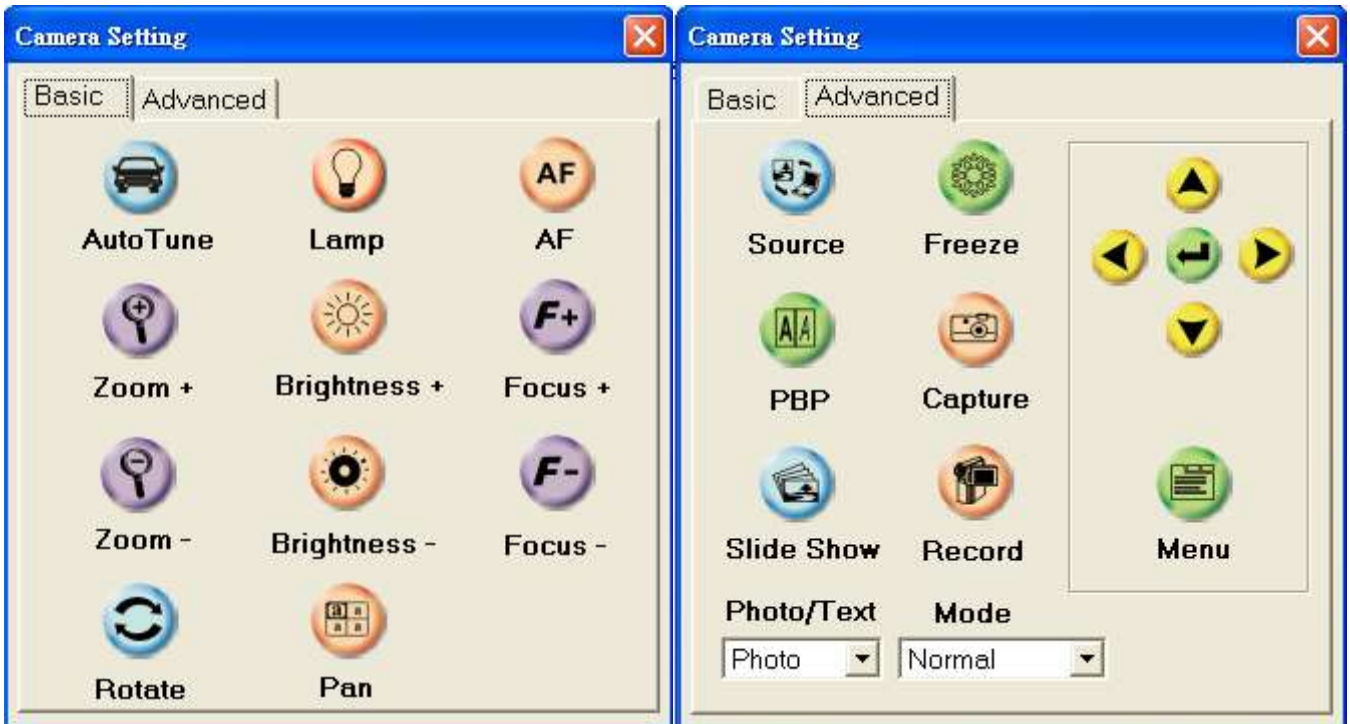 Camera Setting
Basic Advanced
AutoTune Lamp AF
AF
Zoom + Brightness + Focus +
F+
Zoom - Brightness - Focus -
F-
Rotate Pan
a a
a a
Camera Setting
Basic Advanced
Source Freeze
A A
PBP Capture
Slide Show Record Menu
Photo/Text Mode
Photo Normal